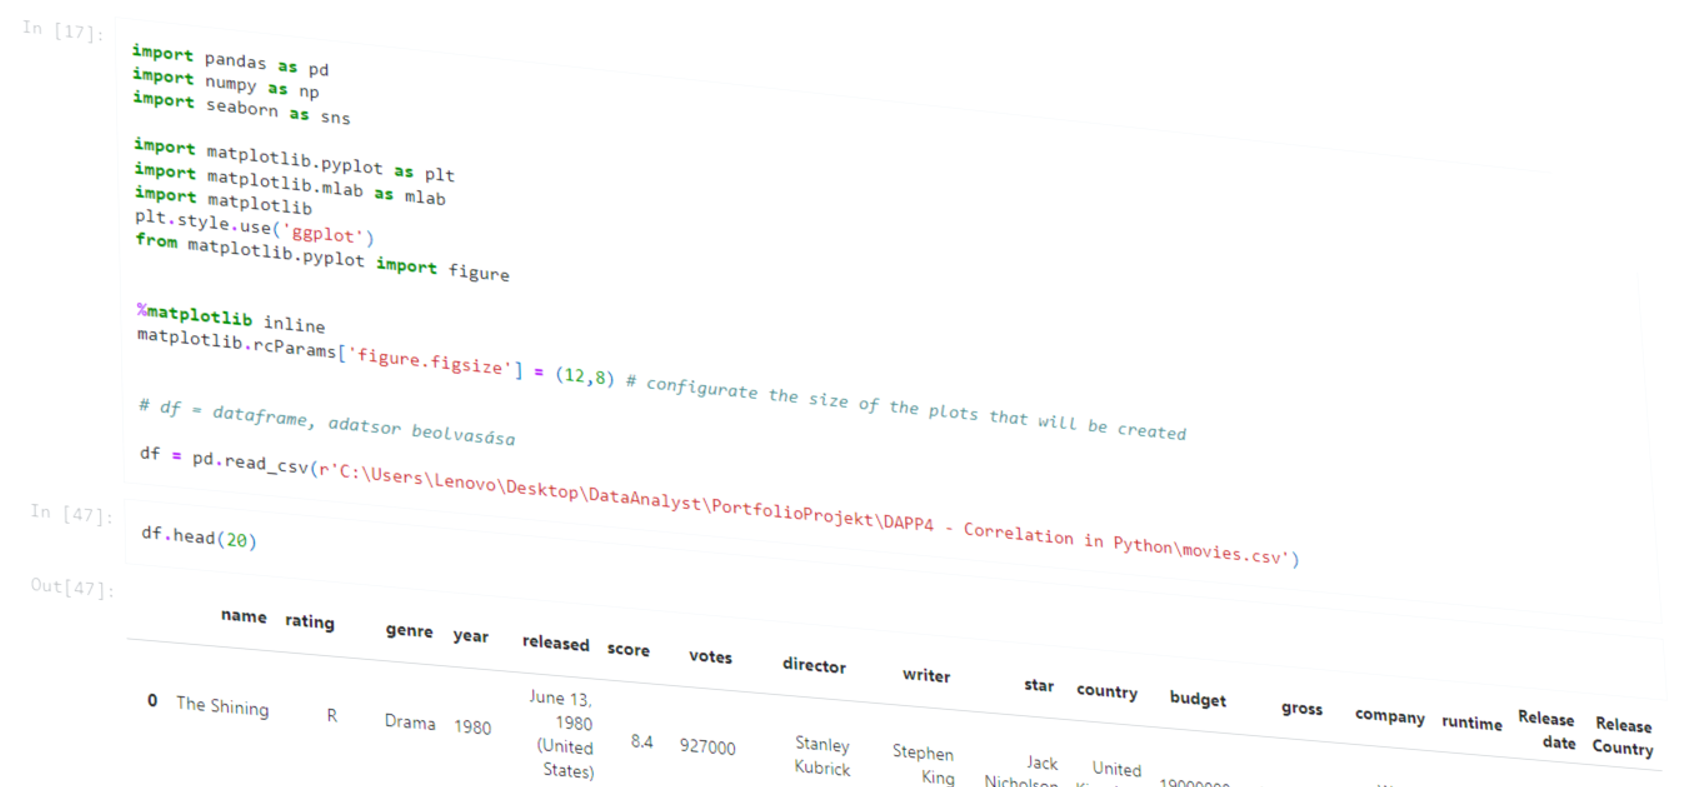 In [17]:
import pandas as pd
import numpy as np
import seaborn as sns
import matplotlib.pyplot as plt
import matplotlib.mlab as mlab
import matplotlib
plt.style.use('ggplot')
from matplotlib.pyplot import figure
%matplotlib inline
matplotlib.rcParams['figure.figsize'] = (12,8) # configurate the size of the plots that will be created
# df = dataframe, adatsor beolvasása
df = pd.read_csv(r'C:\Users\Lenovo\Desktop\DataAnalyst\PortfolioProjekt\DAPP4 - Correlation in Python\movies.csv')
In [47]:
df.head(20)
Out[47]:
name rating genre year released score votes director writer star country budget gross company runtime Release date Release Country
0 The Shining R Drama 1980 June 13, 1980 (United States) 8.4 927000 Stanley Kubrick Stephen King Jack Nicholson United